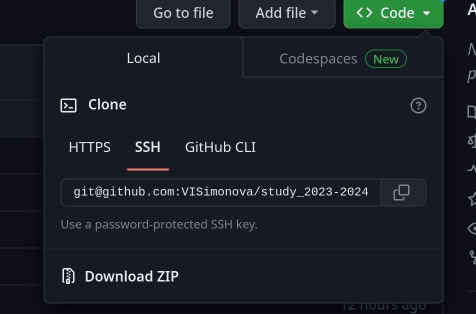 Go to file
Add file
<> Code
Local
Codespaces New
Clone
HTTPS
SSH
GitHub CLI
git@github.com:VISimonova/study_2023-2024
Use a password-protected SSH key.
Download ZIP
12 hours ago